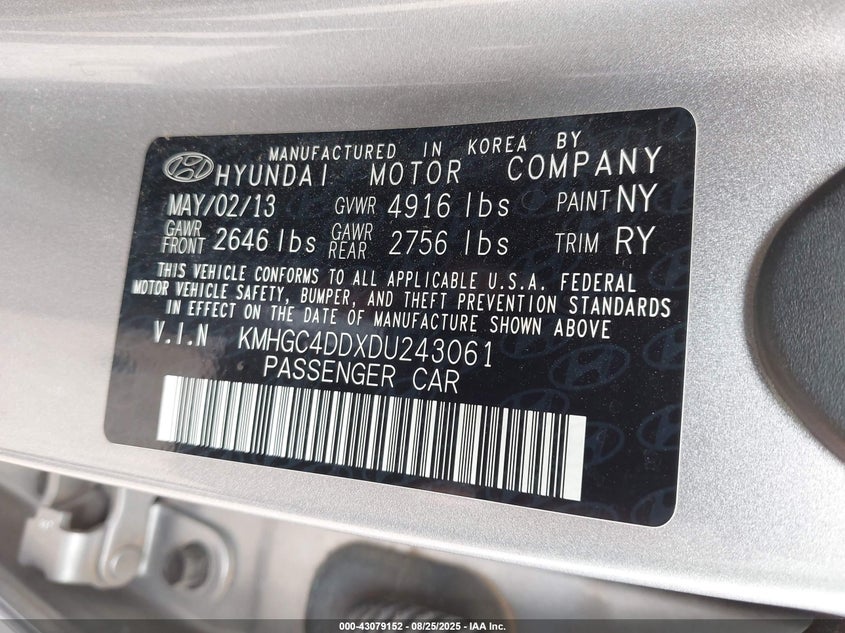 MANUFACTURED IN KOREA BY
HYUNDAI MOTOR COMPANY
MAY/02/13 GVWR 4916 lbs PAINT NY
GAWR FRONT 2646 lbs GAWR REAR 2756 lbs TRIM RY
THIS VEHICLE CONFORMS TO ALL APPLICABLE U.S.A. FEDERAL
MOTOR VEHICLE SAFETY, BUMPER, AND THEFT PREVENTION STANDARDS
IN EFFECT ON THE DATE OF MANUFACTURE SHOWN ABOVE
V.I.N KMHGC4DDXDU243061
PASSENGER CAR
000-43079152 - 08/25/2025 - IAA Inc.